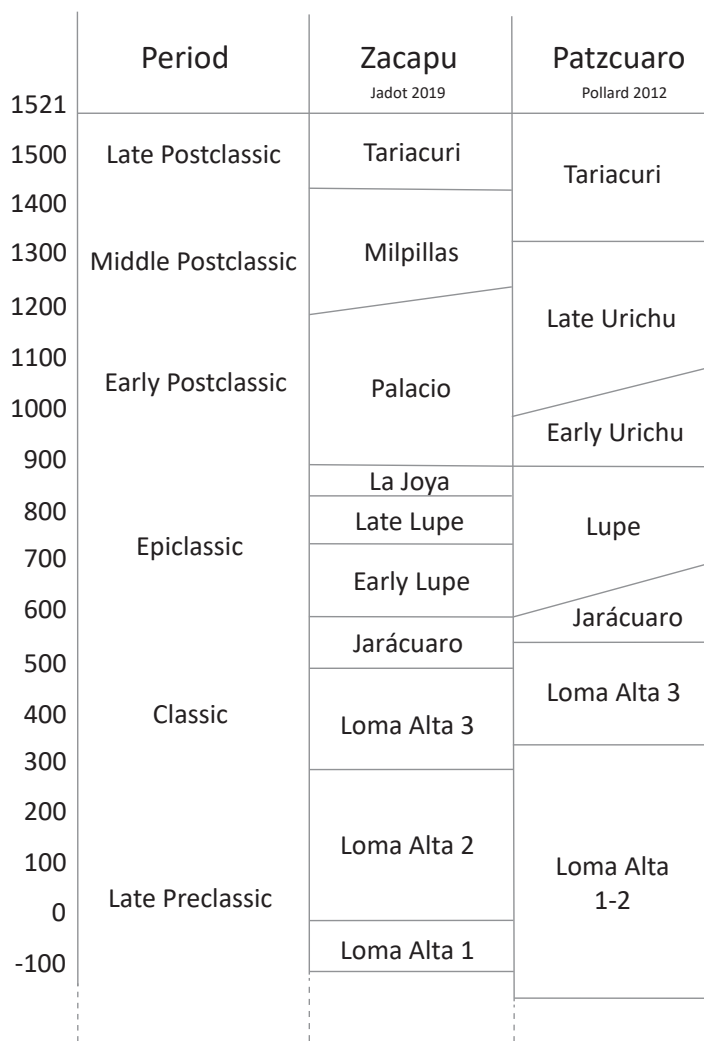 Period
Zacapu
Patzcuaro
Jadot 2019
Pollard 2012
1521
1500
Late Postclassic
Tariacuri
Tariacuri
1400
1300
Middle Postclassic
Milpillas
1200
Late Urichu
1100
Early Postclassic
Palacio
1000
Early Urichu
900
La Joya
800
Late Lupe
Lupe
Epiclassic
700
Early Lupe
600
Jarácuaro
Jarácuaro
500
Loma Alta 3
400
Classic
Loma Alta 3
300
200
Loma Alta 2
100
Loma Alta
1-2
Late Preclassic
0
Loma Alta 1
-100